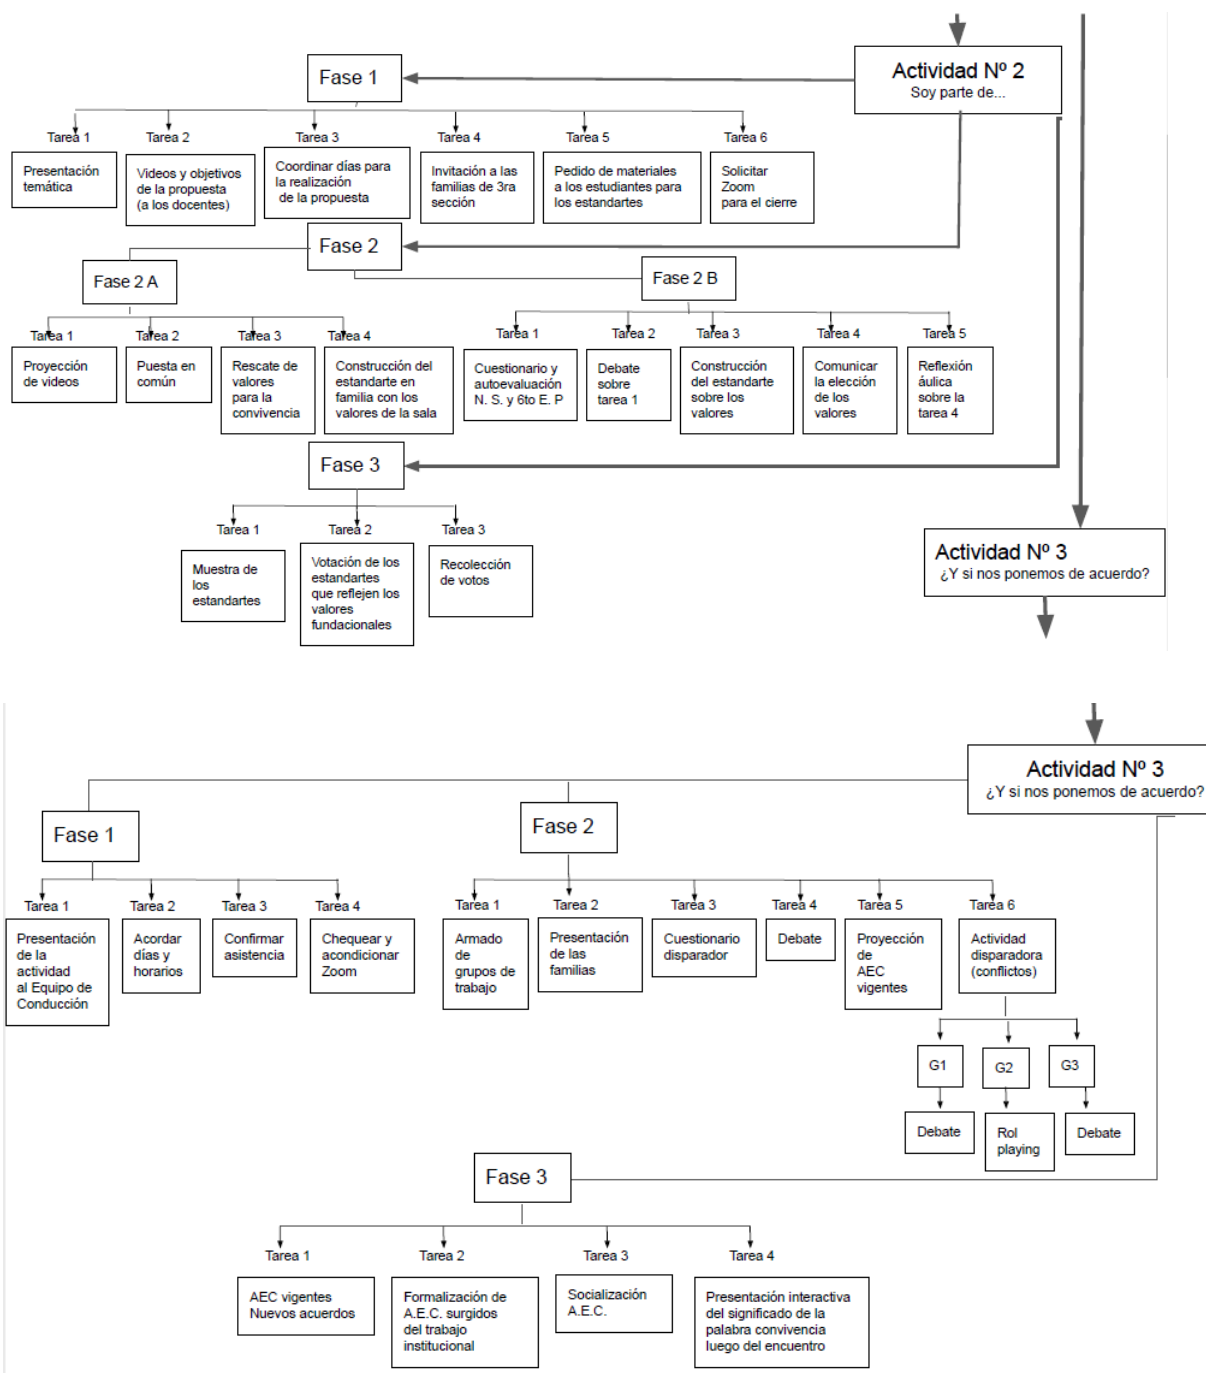 Actividad Nº 2
Soy parte de...
Fase 1
Tarea 1
Tarea 2
Tarea 3
Tarea 4
Tarea 5
Tarea 6
Presentación
temática
Videos y objetivos
de la propuesta
(a los docentes)
Coordinar días para
la realización
de la propuesta
Invitación a las
familias de 3ra
sección
Pedido de materiales
a los estudiantes para
los estandartes
Solicitar
Zoom
para el cierre
Fase 2
Fase 2 A
Fase 2 B
Tarea 1
Tarea 2
Tarea 3
Tarea 4
Proyección
de videos
Puesta en
común
Rescate de
valores
para la
convivencia
Construcción del
estandarte en
familia con los
valores de la sala
Tarea 1
Tarea 2
Tarea 3
Tarea 4
Tarea 5
Cuestionario y
autoevaluación
N. S. y 6to E. P
Debate
sobre
tarea 1
Construcción
del estandarte
sobre los
valores
Comunicar
la elección
de los
valores
Reflexión
áulica
sobre la
tarea 4
Fase 3
Tarea 1
Tarea 2
Tarea 3
Muestra de
los
estandartes
Votación de los
estandartes
que reflejen los
valores
fundacionales
Recolección
de votos
Actividad Nº 3
¿Y si nos ponemos de acuerdo?
Actividad Nº 3
¿Y si nos ponemos de acuerdo?
Fase 1
Fase 2
Tarea 1
Tarea 2
Tarea 3
Tarea 4
Presentación
de la
actividad
al Equipo de
Conducción
Acordar
días y
horarios
Confirmar
asistencia
Chequear y
acondicionar
Zoom
Tarea 1
Tarea 2
Tarea 3
Tarea 4
Tarea 5
Tarea 6
Armado
de
grupos de
trabajo
Presentación
de las
familias
Cuestionario
disparador
Debate
Proyección
de
AEC
vigentes
Actividad
disparadora
(conflictos)
G1
G2
G3
Debate
Rol
playing
Debate
Fase 3
Tarea 1
Tarea 2
Tarea 3
Tarea 4
AEC vigentes
Nuevos acuerdos
Formalización de
A.E.C. surgidos
del trabajo
institucional
Socialización
A.E.C.
Presentación interactiva
del significado de la
palabra convivencia
luego del encuentro